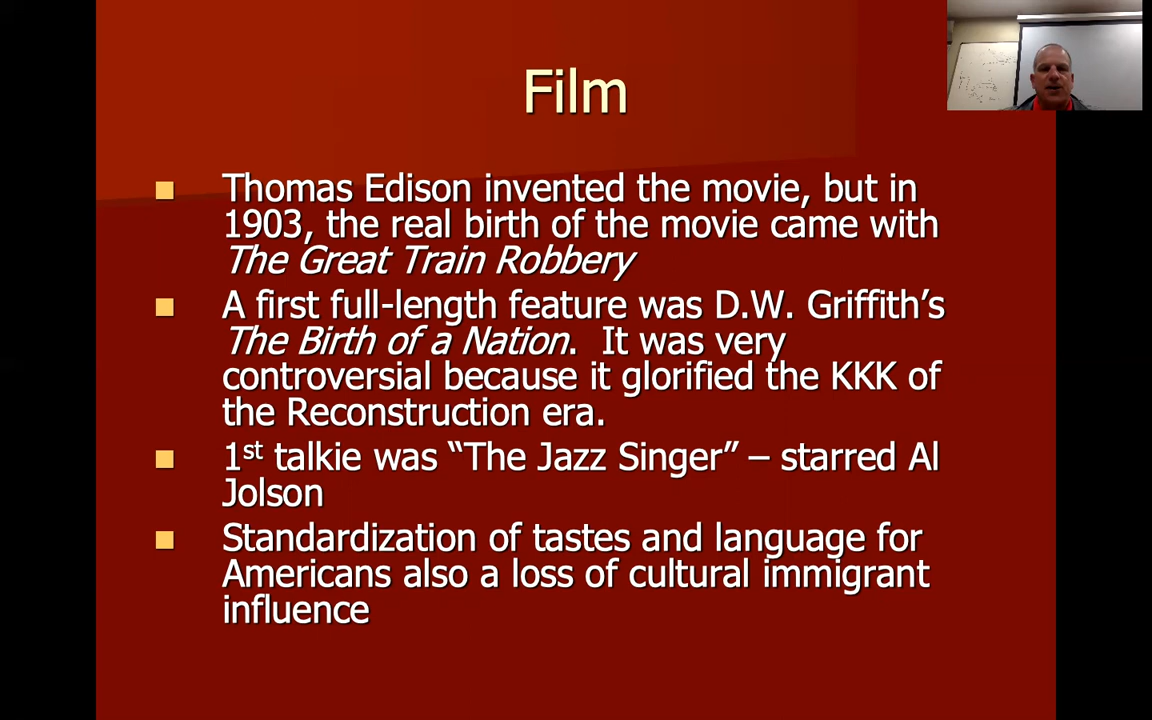 Film
Thomas Edison invented the movie, but in
1903, the real birth of the movie came with
The Great Train Robbery
A first full-length feature was D.W. Griffith's
The Birth of a Nation.  It was very
controversial because it glorified the KKK of
the Reconstruction era.
1st talkie was “The Jazz Singer” – starred Al
Jolson
Standardization of tastes and language for
Americans also a loss of cultural immigrant
influence